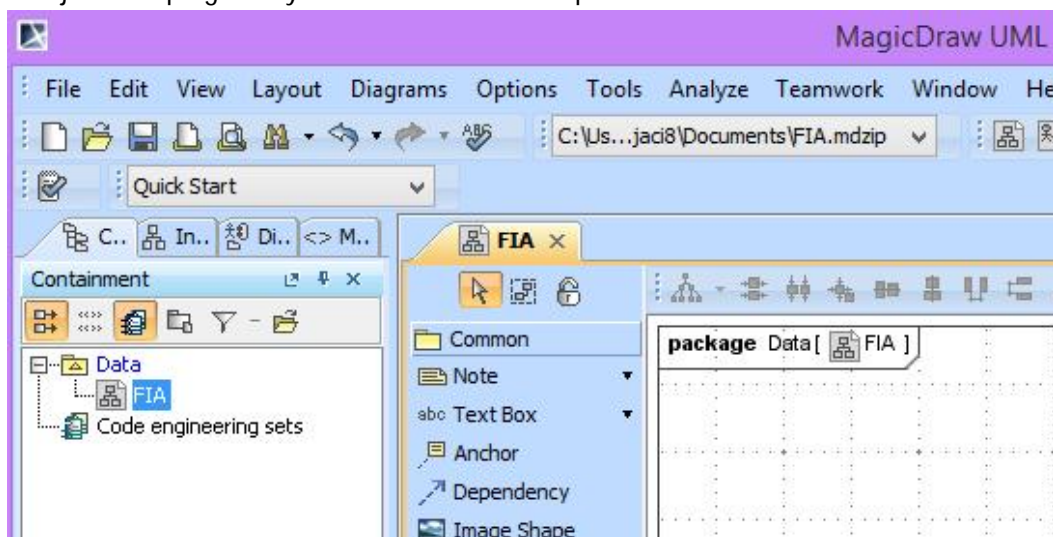 MagicDraw UML
File Edit View Layout Diagrams Options Tools Analyze Teamwork Window He
ABS C:\Us...jaci8\Documents\FIA.mdzip
Quick Start
C.. In.. Di.. <> M.. FIA
Containment
Common package Data[ FIA ]
Data Note
FIA abc Text Box
Code engineering sets Anchor
Dependency
Image Shape